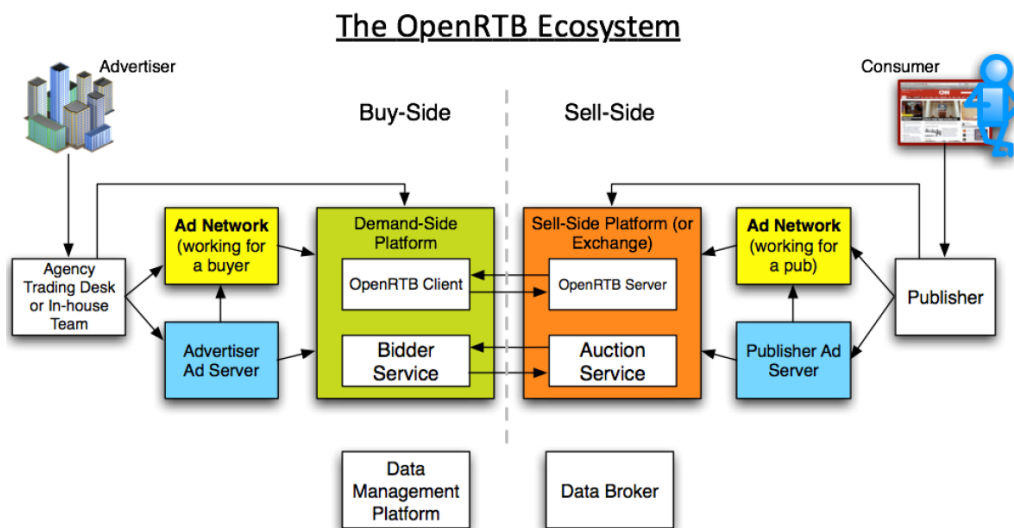 The OpenRTB Ecosystem
Advertiser
Consumer
Buy-Side
Sell-Side
CNN
Ad Network
(working for
a buyer
Demand-Side
Platform
Sell-Side Platform (or
Exchange)
Ad Network
(working for
a pub)
Agency
Trading Desk
or In-house
Team
OpenRTB Client
OpenRTB Server
Publisher
Advertiser
Ad Server
Bidder
Service
Auction
Service
Publisher Ad
Server
Data
Management
Platform
Data Broker